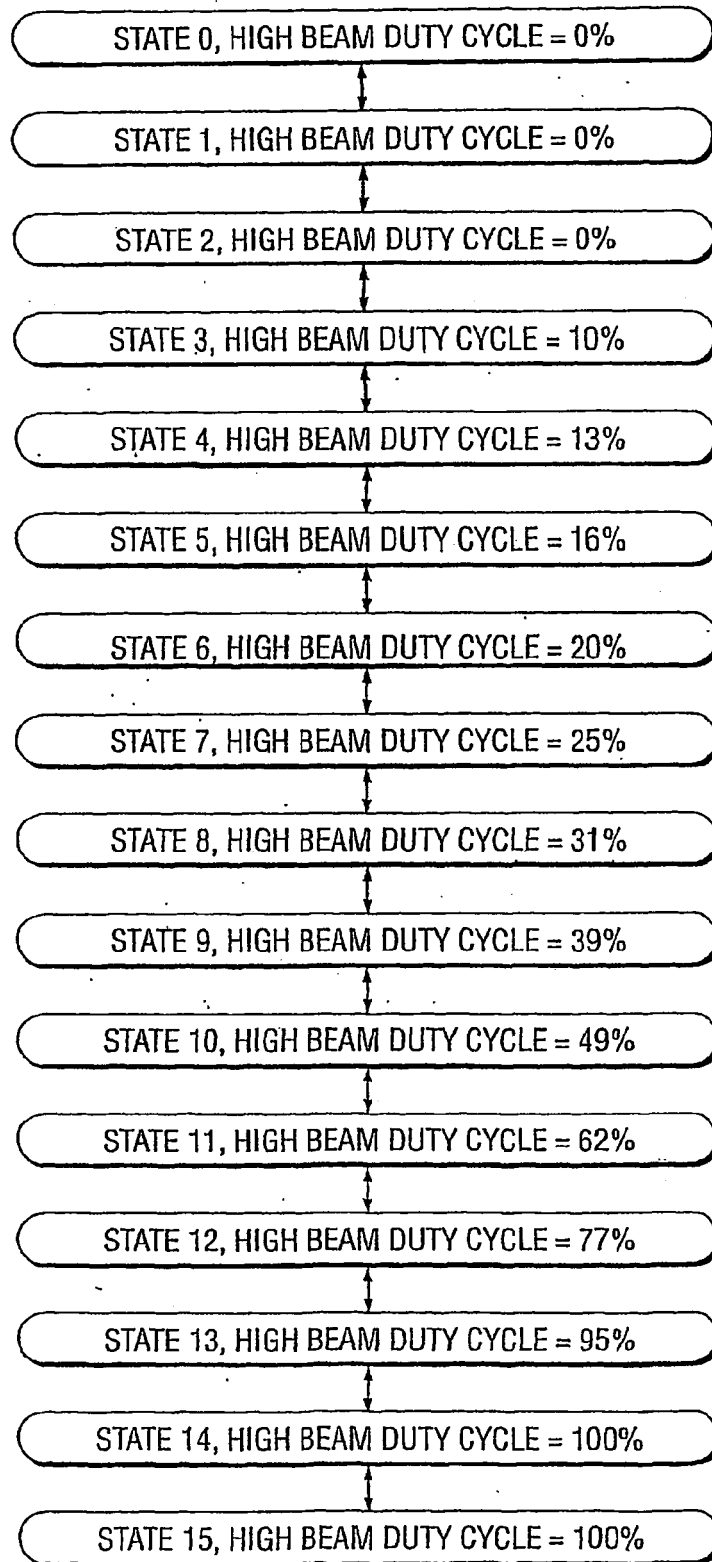 STATE 0, HIGH BEAM DUTY CYCLE = 0%
STATE 1, HIGH BEAM DUTY CYCLE = 0%
STATE 2, HIGH BEAM DUTY CYCLE = 0%
STATE 3, HIGH BEAM DUTY CYCLE = 10%
STATE 4, HIGH BEAM DUTY CYCLE = 13%
STATE 5, HIGH BEAM DUTY CYCLE = 16%
STATE 6, HIGH BEAM DUTY CYCLE = 20%
STATE 7, HIGH BEAM DUTY CYCLE = 25%
STATE 8, HIGH BEAM DUTY CYCLE = 31%
STATE 9, HIGH BEAM DUTY CYCLE = 39%
STATE 10, HIGH BEAM DUTY CYCLE = 49%
STATE 11, HIGH BEAM DUTY CYCLE = 62%
STATE 12, HIGH BEAM DUTY CYCLE = 77%
STATE 13, HIGH BEAM DUTY CYCLE = 95%
STATE 14, HIGH BEAM DUTY CYCLE = 100%
STATE 15, HIGH BEAM DUTY CYCLE = 100%